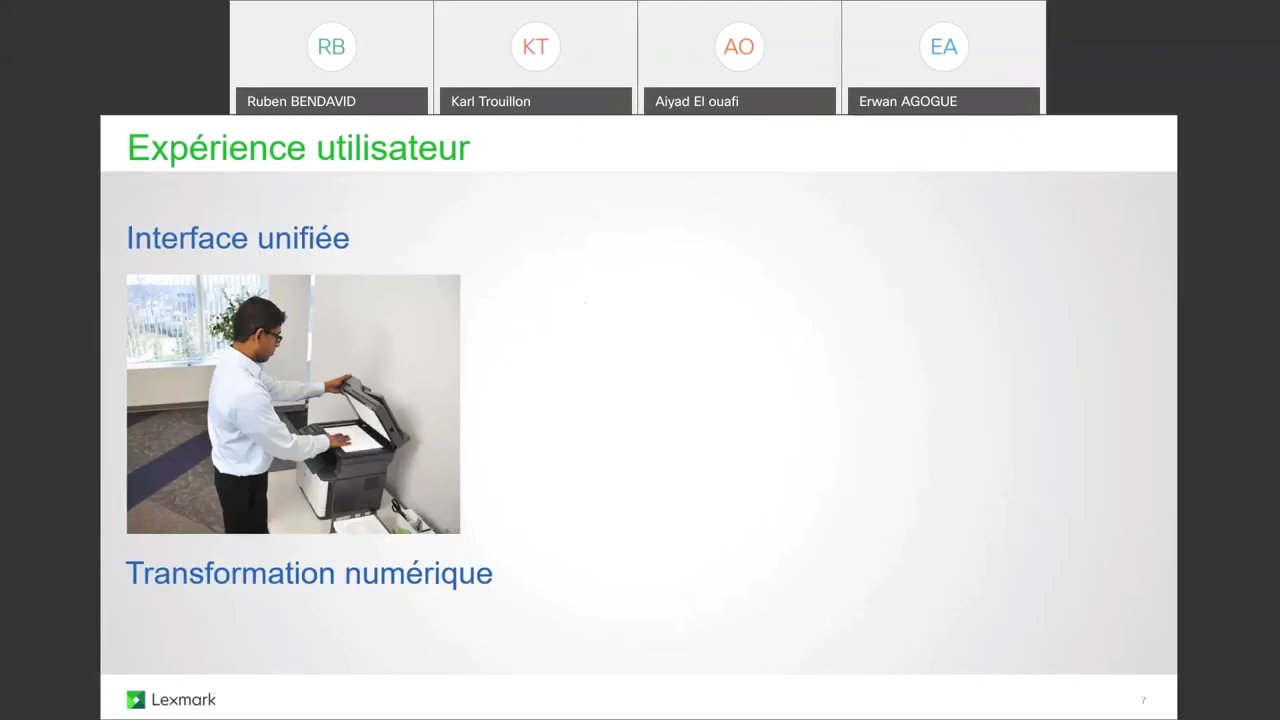 RB
KT
AO
EA
Ruben BENDAVID
Karl Trouillon
Aiyad El ouafi
Erwan AGOGUE
Expérience utilisateur
Interface unifiée
Transformation numérique
Lexmark
7